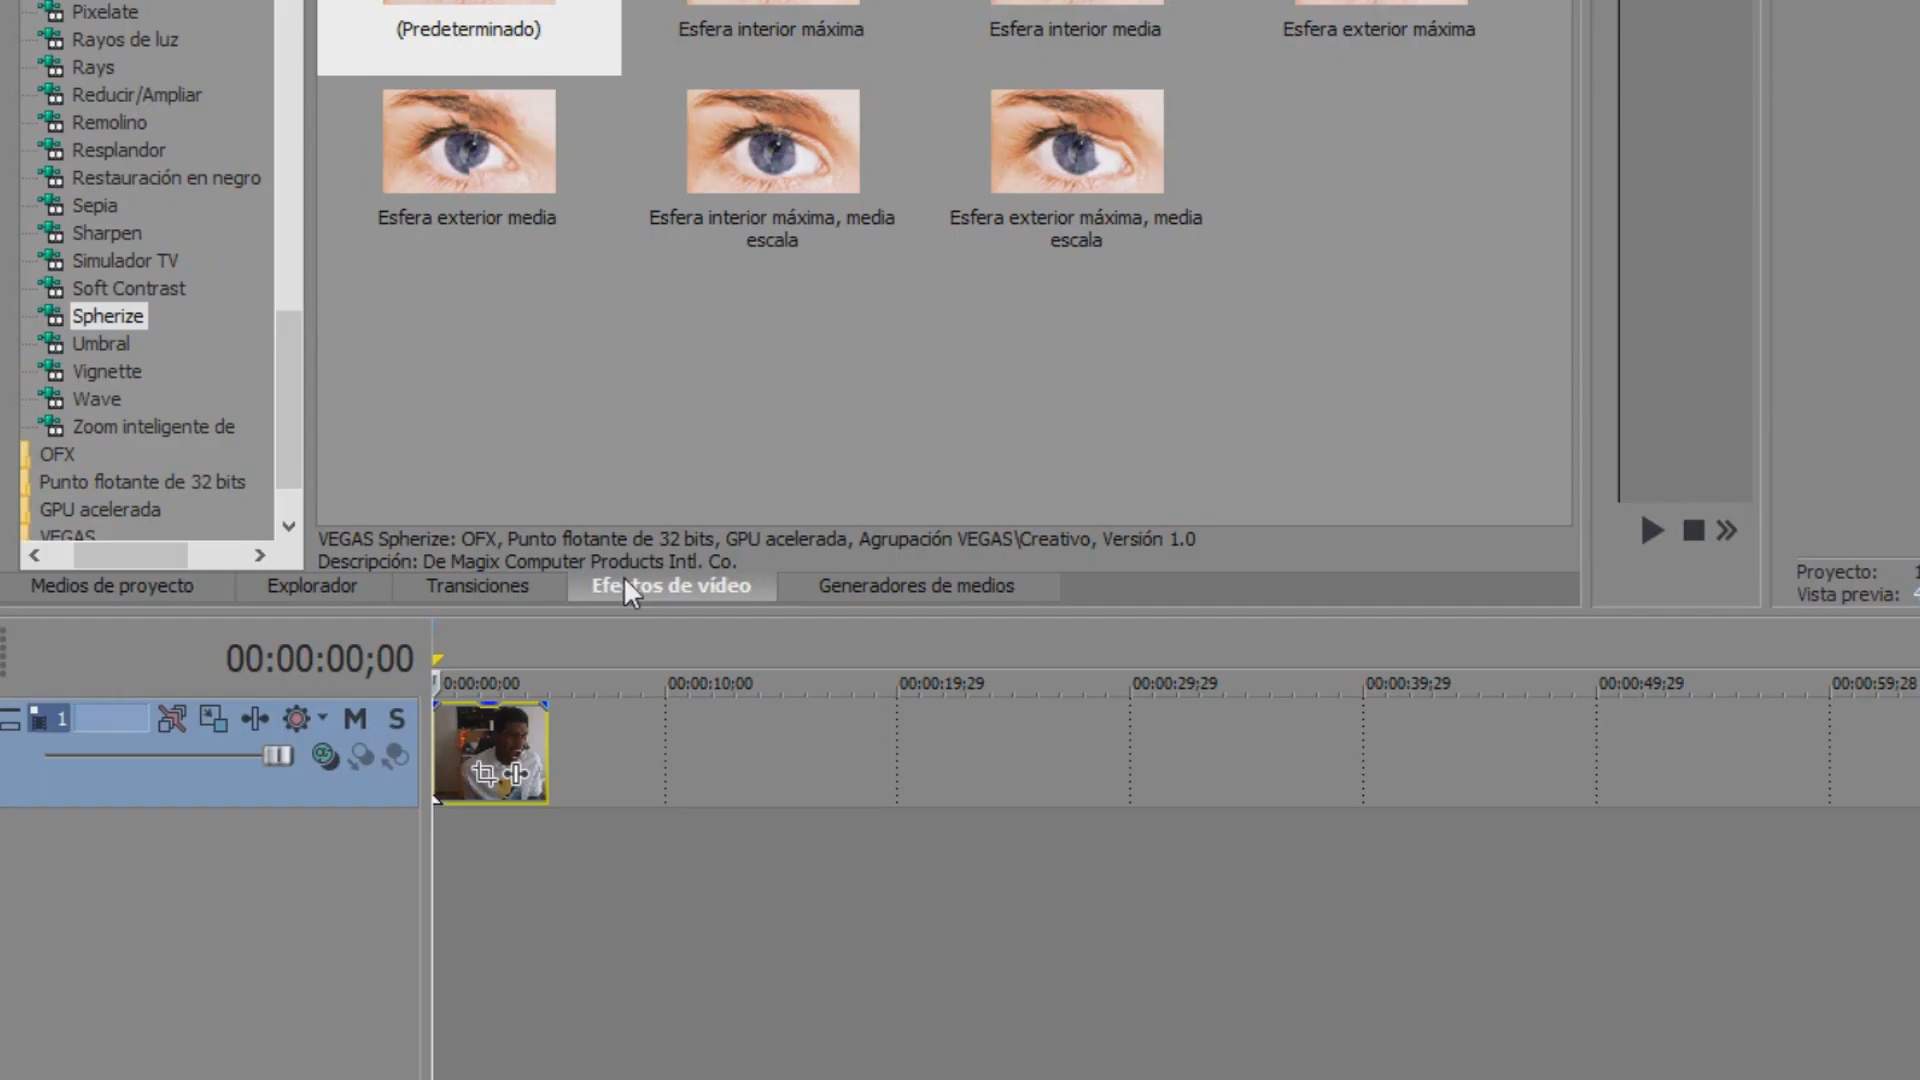 Pixelate
Rayos de luz
Rays
Reducir/Ampliar
Remolino
Resplandor
Restauración en negro
Sepia
Sharpen
Simulador TV
Soft Contrast
Spherize
Umbral
Vignette
Wave
Zoom inteligente de
OFX
Punto flotante de 32 bits
GPU acelerada
VEGAS
(Predeterminado)
Esfera interior máxima
Esfera interior media
Esfera exterior máxima
Esfera exterior media
Esfera interior máxima, media
escala
Esfera exterior máxima, media
escala
VEGAS Spherize: OFX, Punto flotante de 32 bits, GPU acelerada, Agrupación VEGAS\Creativo, Versión 1.0
Descripción: De Magix Computer Products Intl. Co.
Medios de proyecto
Explorador
Transiciones
Efectos de vídeo
Generadores de medios
Proyecto:
Vista previa:
00:00:00;00
0:00:00;00
00:00:10;00
00:00:19;29
00:00:29;29
00:00:39;29
00:00:49;29
00:00:59;28
1
M
S